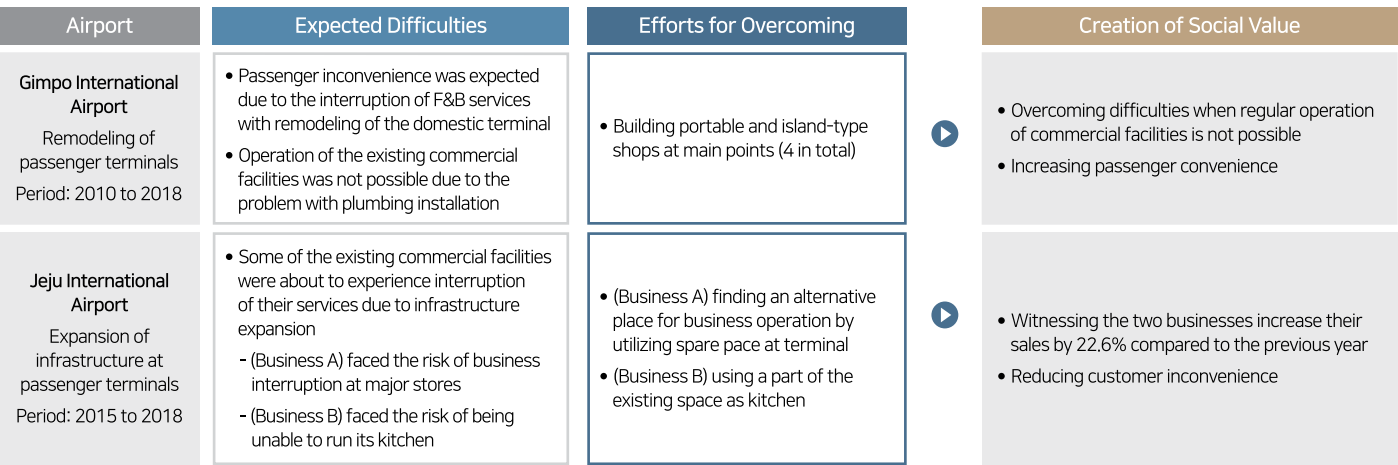 Airport
Expected Difficulties
Efforts for Overcoming
Creation of Social Value
Gimpo International
Airport
Remodeling of
passenger terminals
Period: 2010 to 2018
• Passenger inconvenience was expected
due to the interruption of F&B services
with remodeling of the domestic terminal
• Operation of the existing commercial
facilities was not possible due to the
problem with plumbing installation
• Building portable and island-type
shops at main points (4 in total)
• Overcoming difficulties when regular operation
of commercial facilities is not possible
• Increasing passenger convenience
Jeju International
Airport
Expansion of
infrastructure at
passenger terminals
Period: 2015 to 2018
• Some of the existing commercial facilities
were about to experience interruption
of their services due to infrastructure
expansion
- (Business A) faced the risk of business
interruption at major stores
- (Business B) faced the risk of being
unable to run its kitchen
• (Business A) finding an alternative
place for business operation by
utilizing spare pace at terminal
• (Business B) using a part of the
existing space as kitchen
• Witnessing the two businesses increase their
sales by 22.6% compared to the previous year
• Reducing customer inconvenience